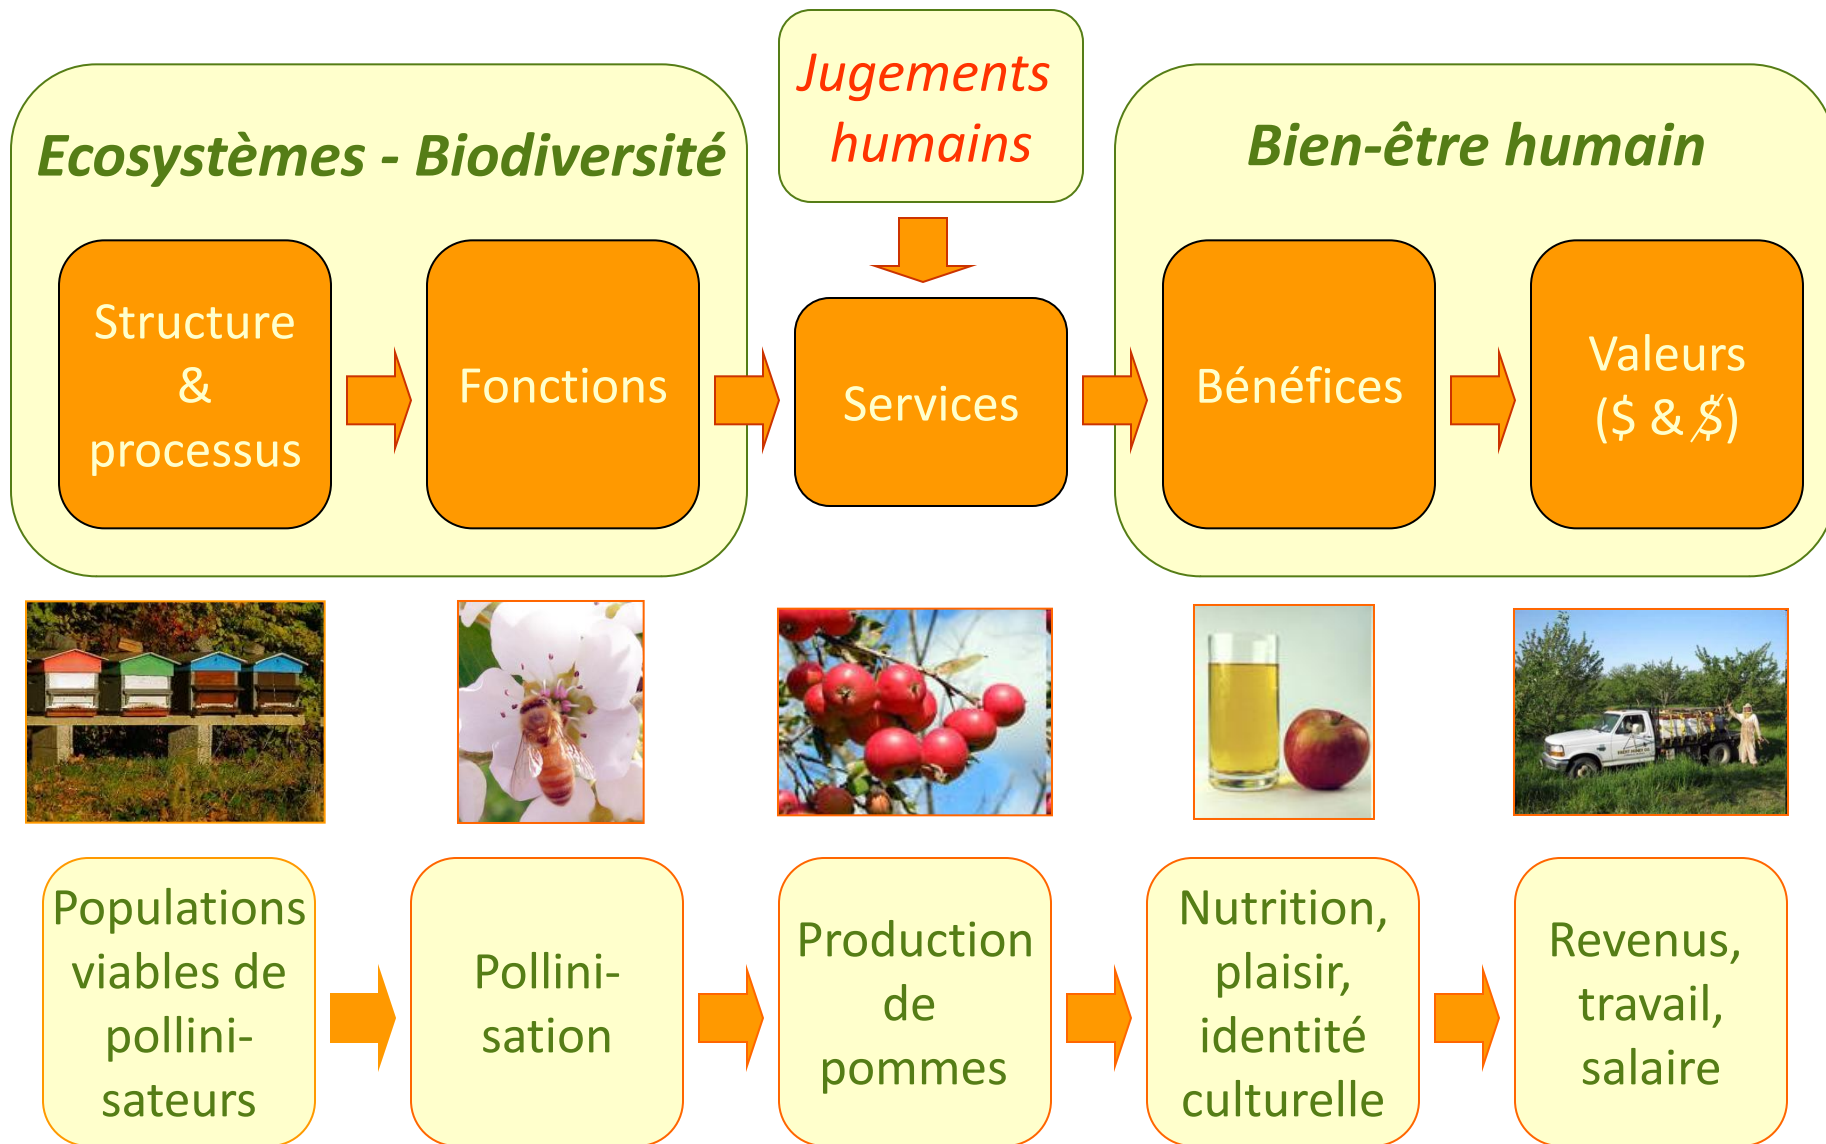 Jugements
humains
Ecosystèmes - Biodiversité
Bien-être humain
Structure
&
processus
Fonctions
Services
Bénéfices
Valeurs
($ & $)
Populations
viables de
pollini-
sateurs
Pollini-
sation
Production
de
pommes
Nutrition,
plaisir,
identité
culturelle
Revenus,
travail,
salaire